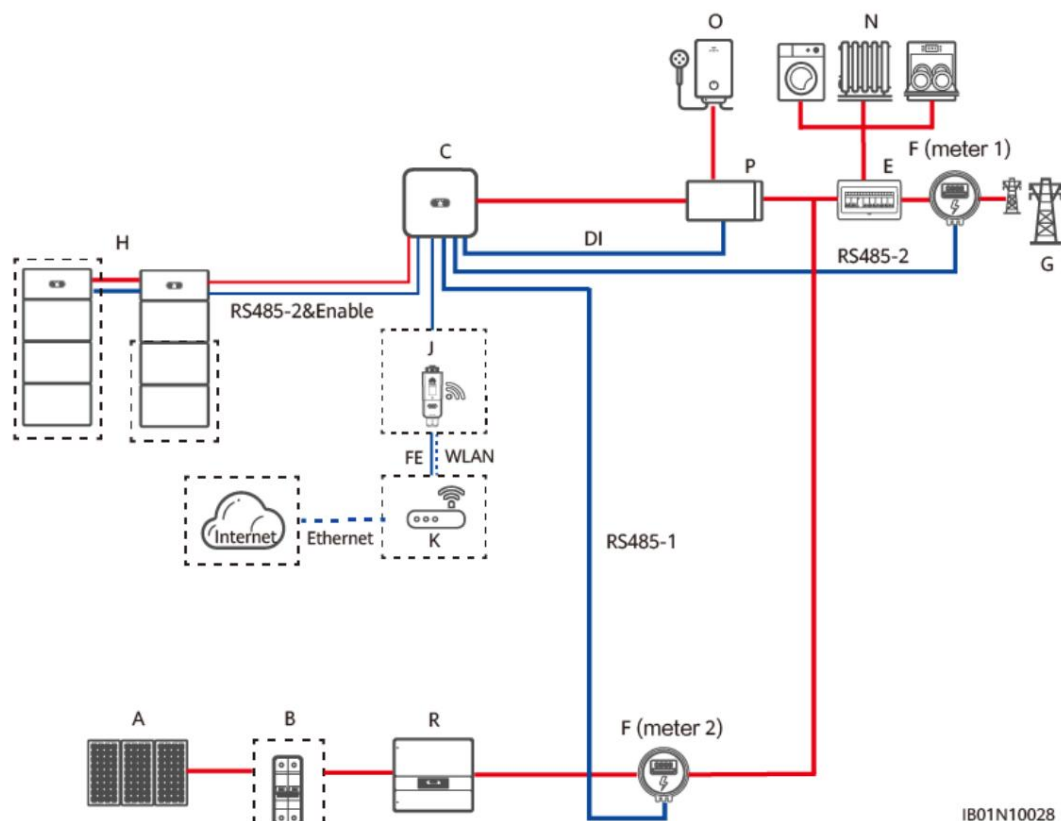 O
N
C
P
E
F (meter 1)
H
DI
RS485-2
G
RS485-2&Enable
J
FE
WLAN
Internet
Ethernet
K
RS485-1
A
B
R
F (meter 2)
IB01N10028